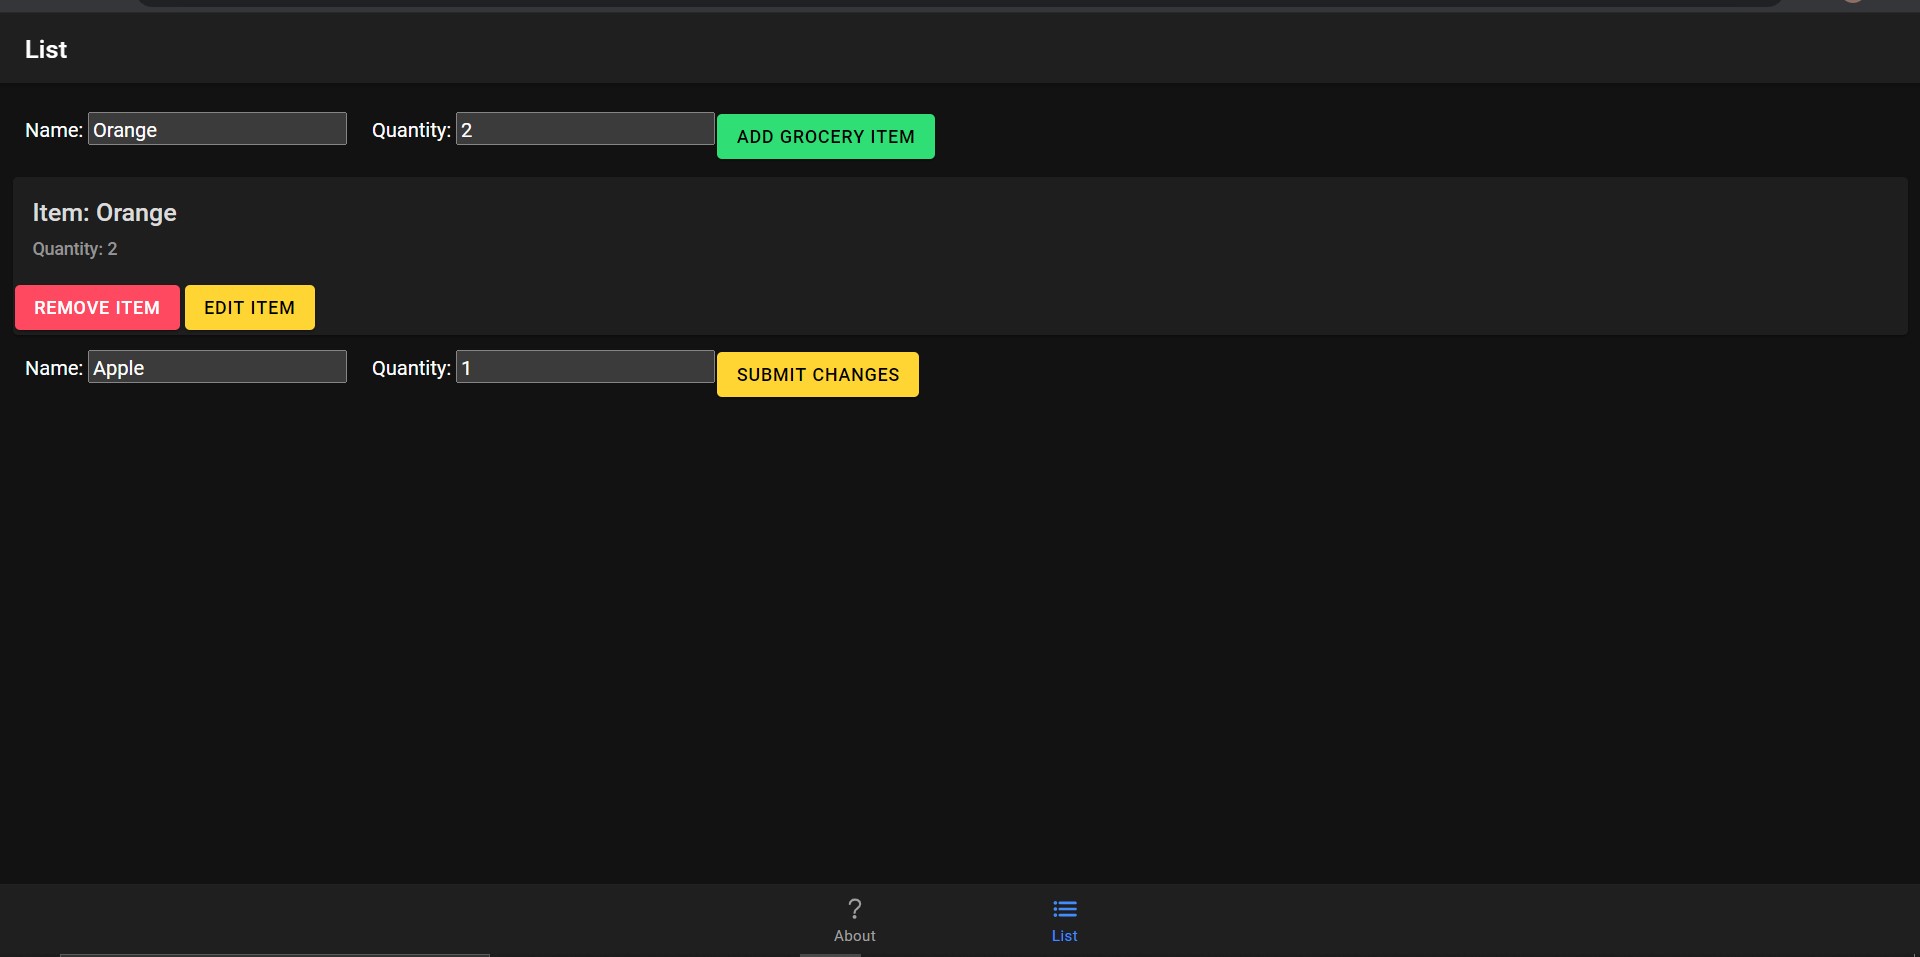 List
Name: Orange Quantity: 2 ADD GROCERY ITEM
Item: Orange
Quantity: 2
REMOVE ITEM EDIT ITEM
Name: Apple Quantity: 1 SUBMIT CHANGES
? 
About List